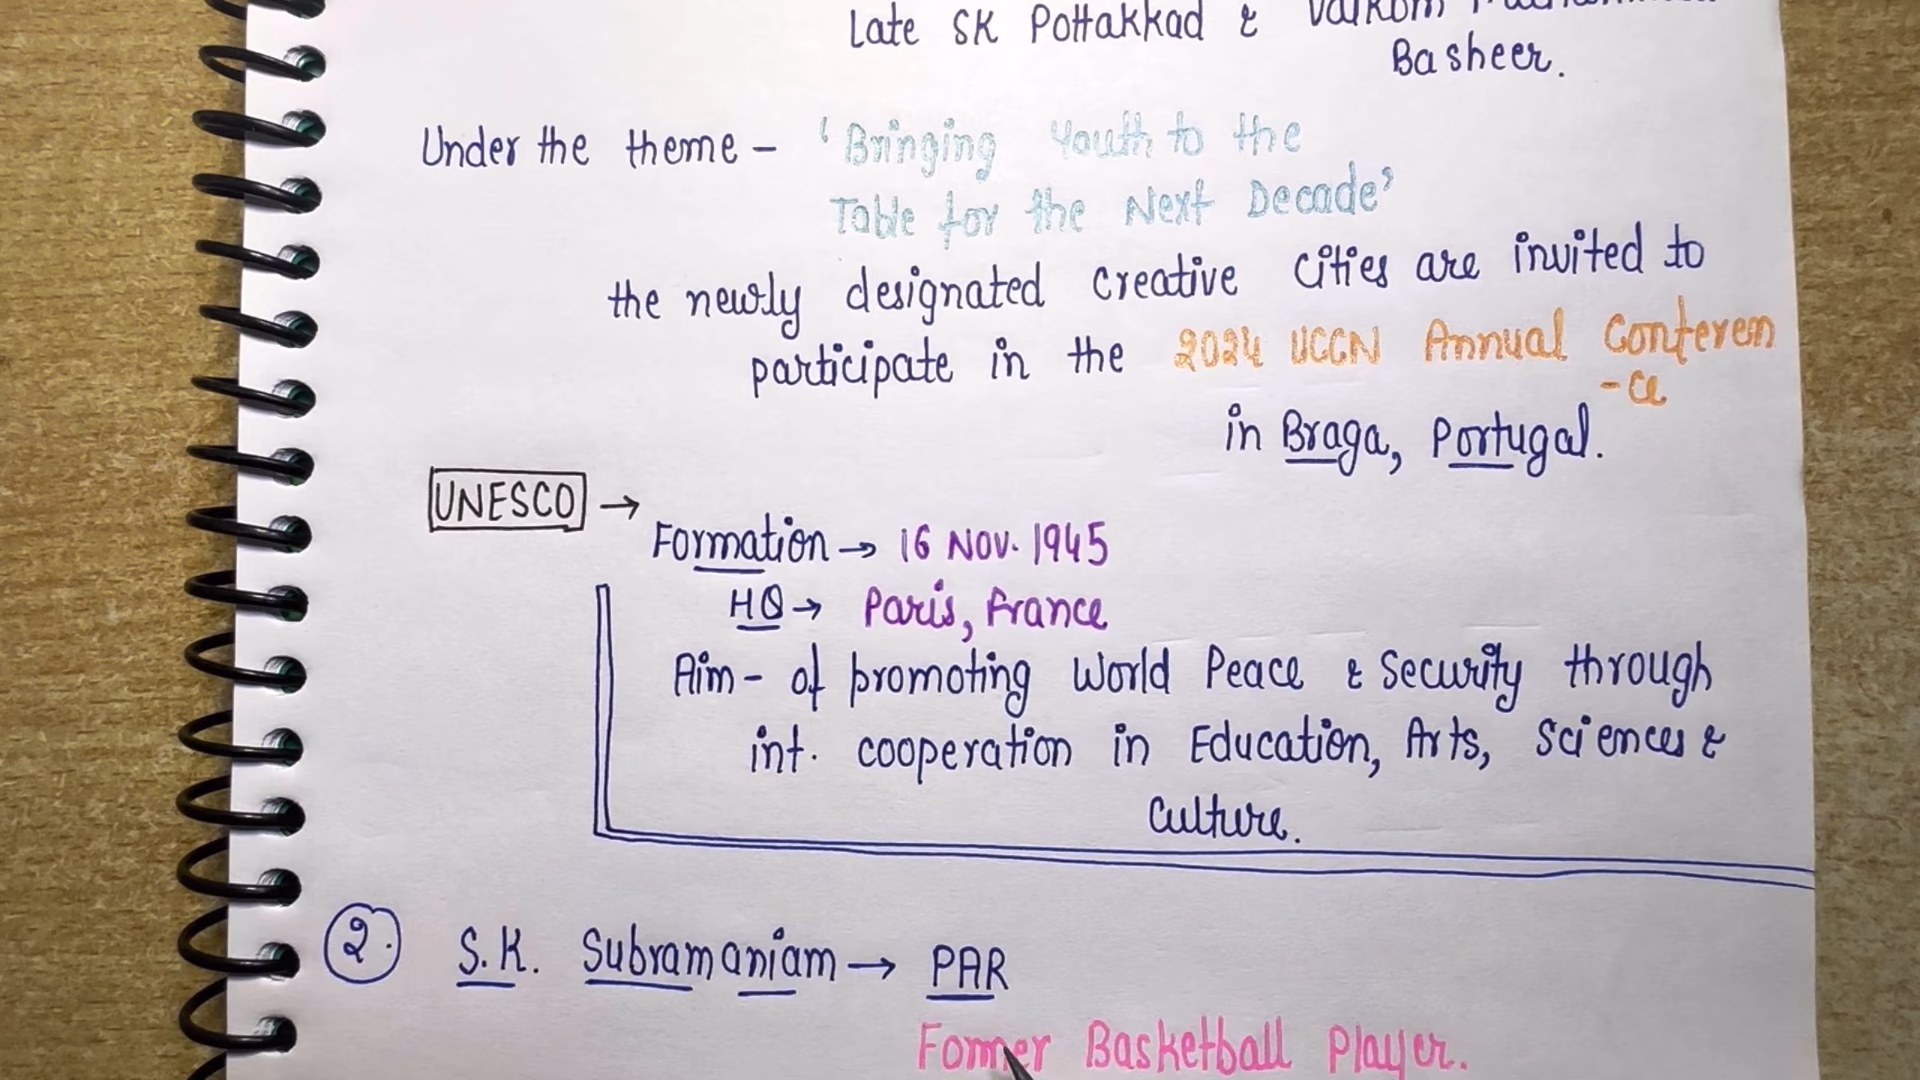 Late SK Pottakkad & Vaikom
Basheer.
Under the theme - 'Bringing Youth to the
Table for the Next Decade'
the newly designated creative cities are invited to
participate in the 2024 UCCN Annual Conferen
-ce
in Braga, Portugal.
UNESCO →
Formation → 16 Nov. 1945
HQ → Paris, France
Aim - of promoting World Peace & Security through
int. cooperation in Education, Arts, Sciences &
Culture.
2. S.K. Subramaniam → PAR
Former Basketball Player.